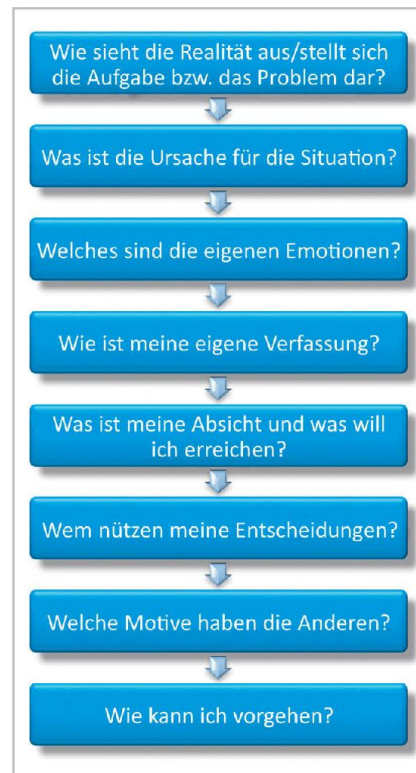 Wie sieht die Realität aus/stellt sich
die Aufgabe bzw. das Problem dar?
Was ist die Ursache für die Situation?
Welches sind die eigenen Emotionen?
Wie ist meine eigene Verfassung?
Was ist meine Absicht und was will
ich erreichen?
Wem nützen meine Entscheidungen?
Welche Motive haben die Anderen?
Wie kann ich vorgehen?